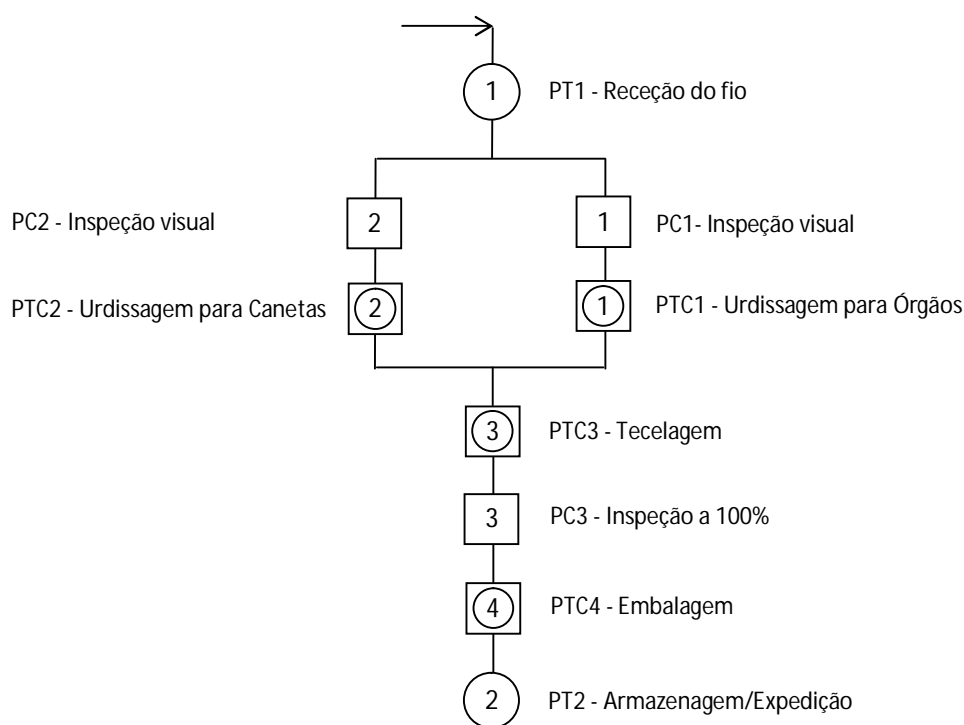 1 PT1 - Receção do fio
PC2 - Inspeção visual 2 1 PC1- Inspeção visual
PTC2 - Urdissagem para Canetas 2 1 PTC1 - Urdissagem para Órgãos
3 PTC3 - Tecelagem
3 PC3 - Inspeção a 100%
4 PTC4 - Embalagem
2 PT2 - Armazenagem/Expedição